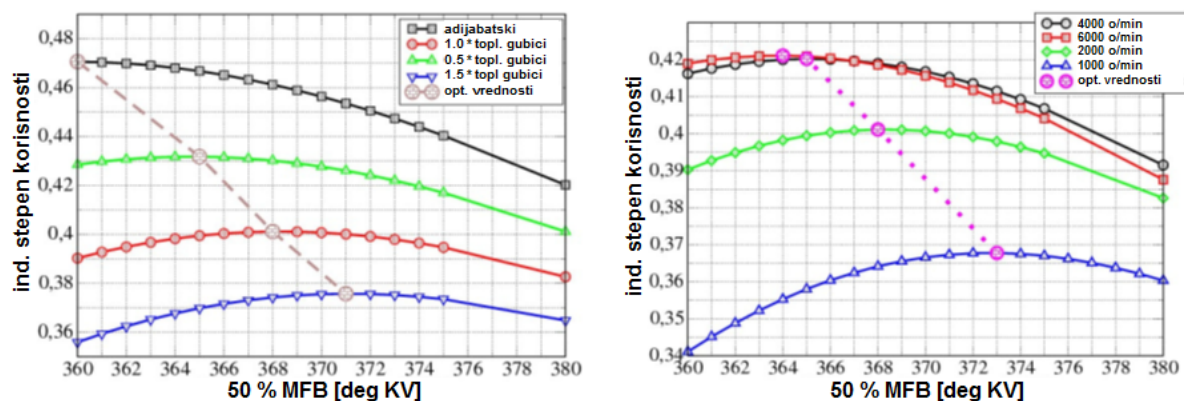 0,48
0,46
0,44
0,42
0,4
0,38
0,36
ind. stepen korisnosti
adijabatski
1.0*topl. gubici
0.5*topl gubici
1.5*topl gubici
opt. vrednosti
360 362 364 366 368 370 372 374 376 378 380
50 % MFB [deg KV]
0,42
0,41
0,4
0,39
0,38
0,37
0,36
0,35
0,34
ind. stepen korisnosti
4000 o/min
6000 o/min
2000 o/min
1000 o/min
opt. vrednosti
360 362 364 366 368 370 372 374 376 378 380
50 % MFB [deg KV]